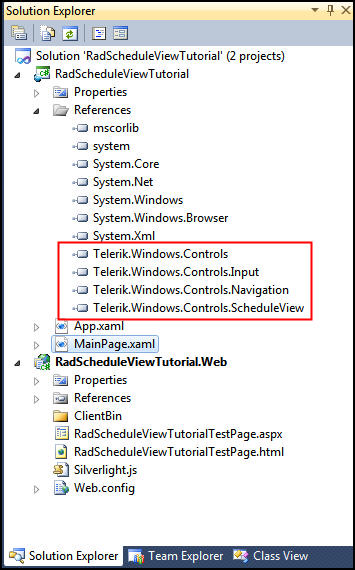 Solution Explorer
Solution 'RadScheduleViewTutorial' (2 projects)
RadScheduleViewTutorial
Properties
References
mscorlib
system
System.Core
System.Net
System.Windows
System.Windows.Browser
System.Xml
Telerik.Windows.Controls
Telerik.Windows.Controls.Input
Telerik.Windows.Controls.Navigation
Telerik.Windows.Controls.ScheduleView
App.xaml
MainPage.xaml
RadScheduleViewTutorial.Web
Properties
References
ClientBin
RadScheduleViewTutorialTestPage.aspx
RadScheduleViewTutorialTestPage.html
Silverlight.js
Web.config
Solution Explorer Team Explorer Class View